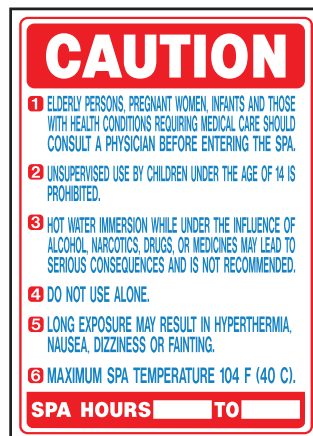 CAUTION
1 ELDERLY PERSONS, PREGNANT WOMEN, INFANTS AND THOSE
WITH HEALTH CONDITIONS REQUIRING MEDICAL CARE SHOULD
CONSULT A PHYSICIAN BEFORE ENTERING THE SPA.
2 UNSUPERVISED USE BY CHILDREN UNDER THE AGE OF 14 IS
PROHIBITED.
3 HOT WATER IMMERSION WHILE UNDER THE INFLUENCE OF
ALCOHOL, NARCOTICS, DRUGS, OR MEDICINES MAY LEAD TO
SERIOUS CONSEQUENCES AND IS NOT RECOMMENDED.
4 DO NOT USE ALONE.
5 LONG EXPOSURE MAY RESULT IN HYPERTHERMIA,
NAUSEA, DIZZINESS OR FAINTING.
6 MAXIMUM SPA TEMPERATURE 104 F (40 C).
SPA HOURS TO